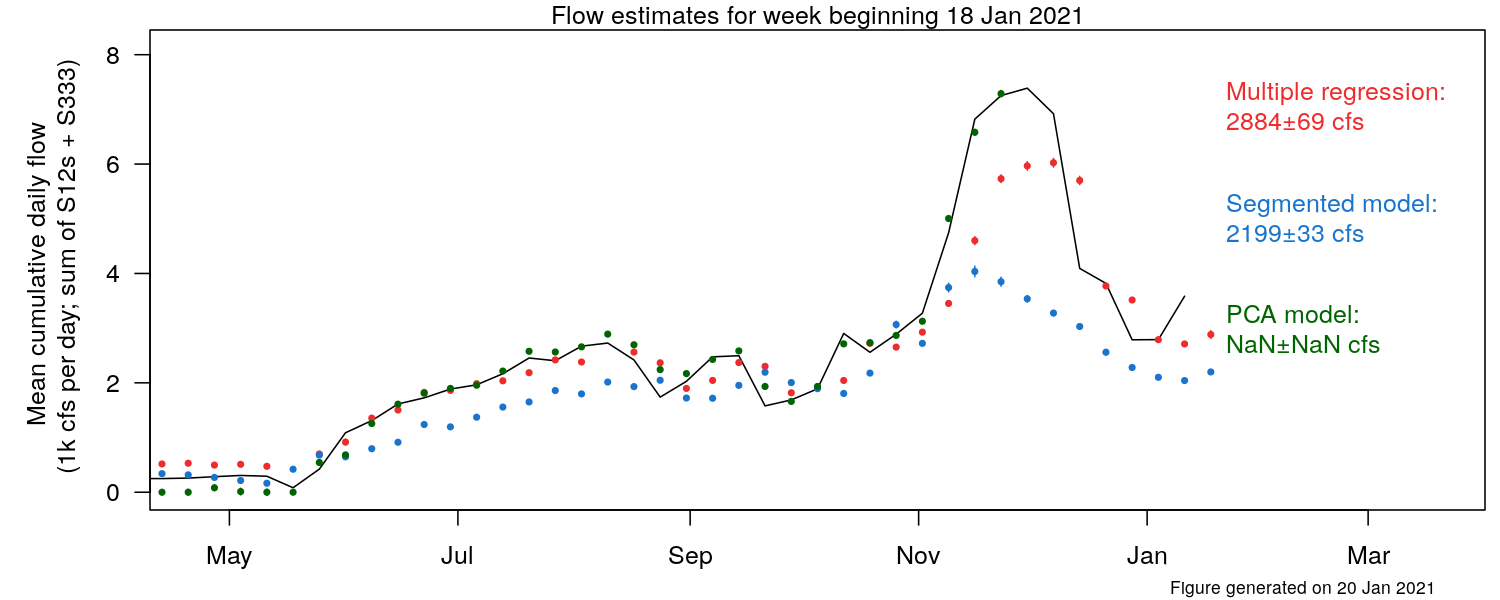 Flow estimates for week beginning 18 Jan 2021
Mean cumulative daily flow
(1k cfs per day; sum of S12s + S333)
8
6
4
2
0
Multiple regression:
2884±69 cfs
Segmented model:
2199±33 cfs
PCA model:
NaN±NaN cfs
May Jul Sep Nov Jan Mar
Figure generated on 20 Jan 2021